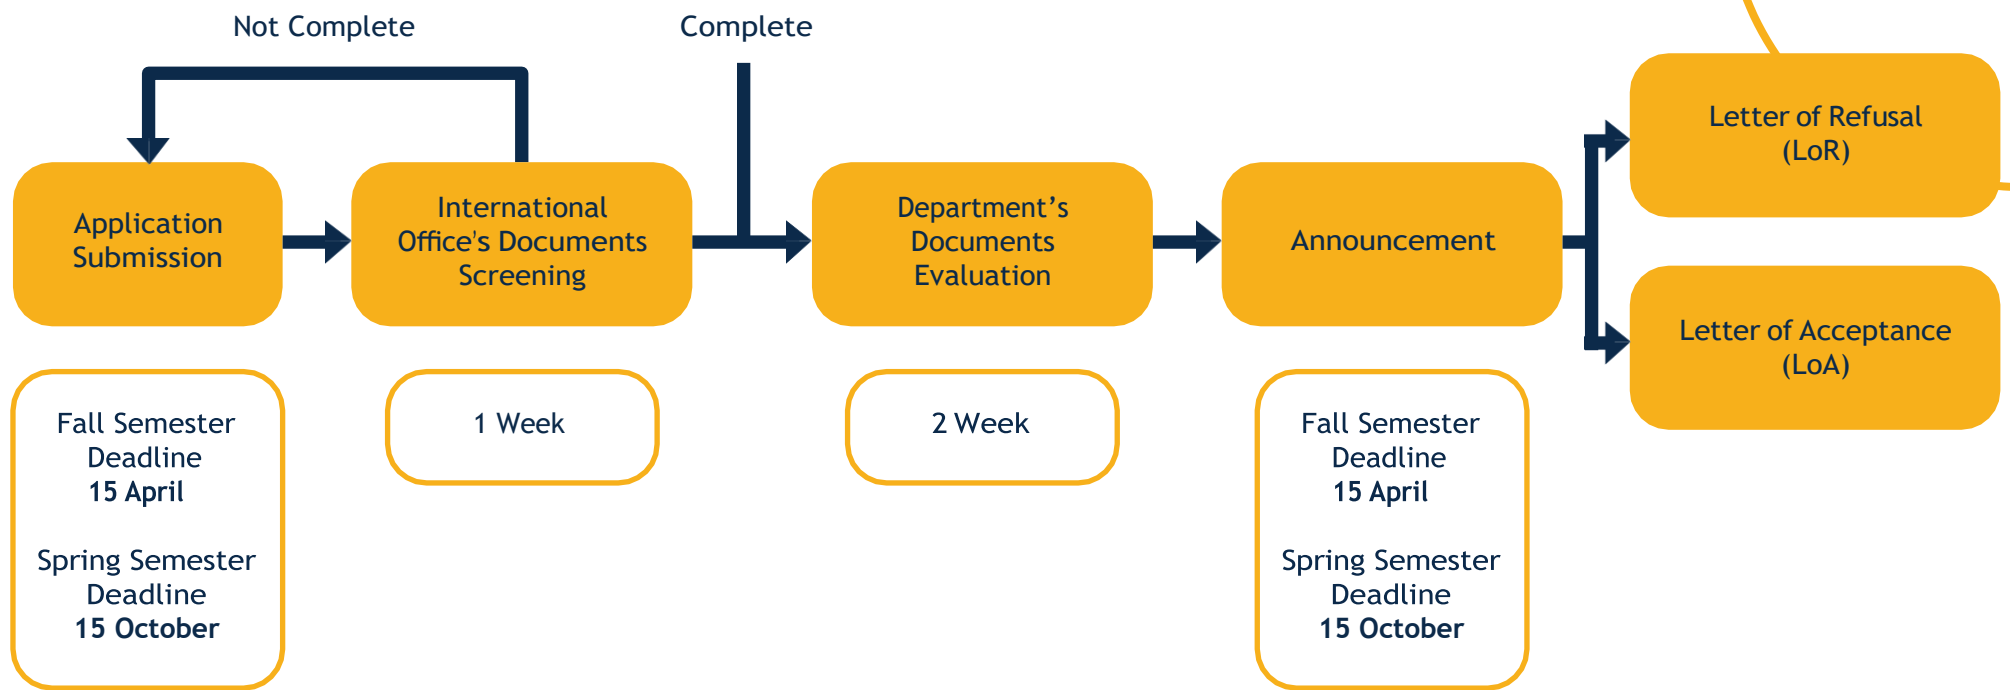 Not Complete
Complete
Application
Submission
International
Office's Documents
Screening
Department’s
Documents
Evaluation
Announcement
Letter of Refusal
(LoR)
Letter of Acceptance
(LoA)
Fall Semester
Deadline
15 April
Spring Semester
Deadline
15 October
1 Week
2 Week
Fall Semester
Deadline
15 April
Spring Semester
Deadline
15 October